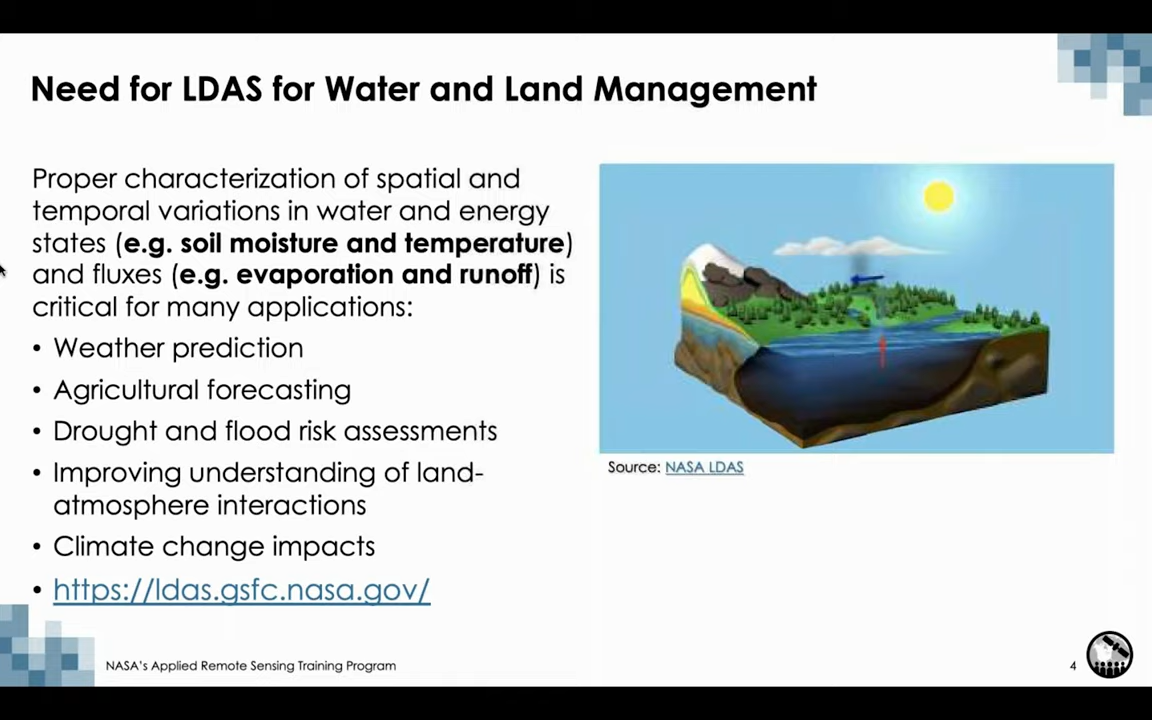 Need for LDAS for Water and Land Management
Proper characterization of spatial and
temporal variations in water and energy
states (e.g. soil moisture and temperature)
and fluxes (e.g. evaporation and runoff) is
critical for many applications:
• Weather prediction
• Agricultural forecasting
• Drought and flood risk assessments
• Improving understanding of land-
atmosphere interactions
• Climate change impacts
• https://ldas.gsfc.nasa.gov/
Source: NASA LDAS
NASA's Applied Remote Sensing Training Program
4